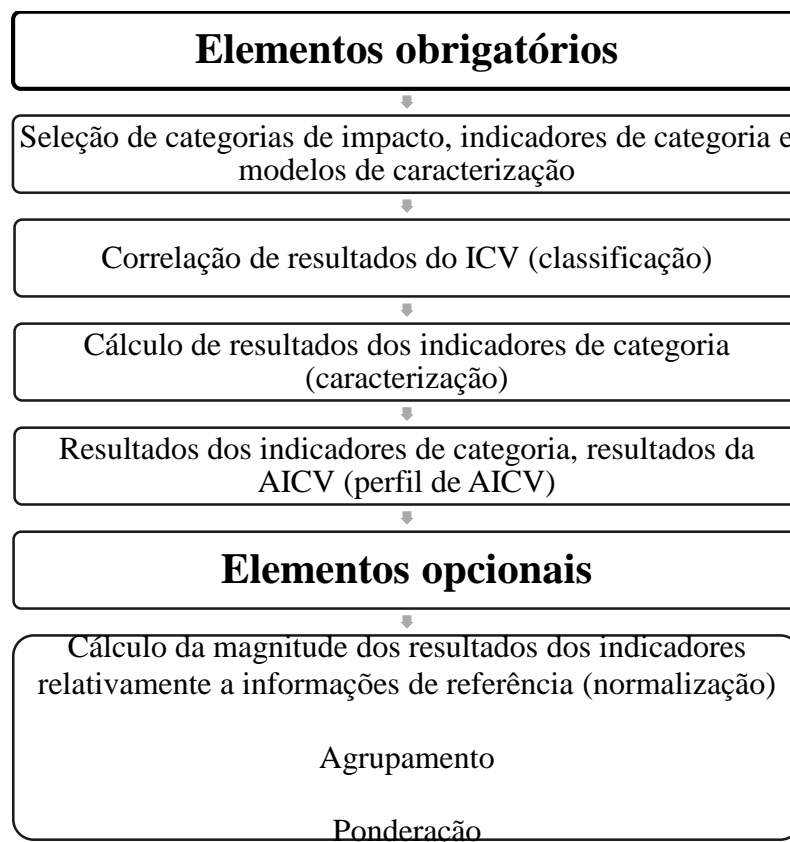 Elementos obrigatórios
Seleção de categorias de impacto, indicadores de categoria e
modelos de caracterização
Correlação de resultados do ICV (classificação)
Cálculo de resultados dos indicadores de categoria
(caracterização)
Resultados dos indicadores de categoria, resultados da
AICV (perfil de AICV)
Elementos opcionais
Cálculo da magnitude dos resultados dos indicadores
relativamente a informações de referência (normalização)
Agrupamento
Ponderação